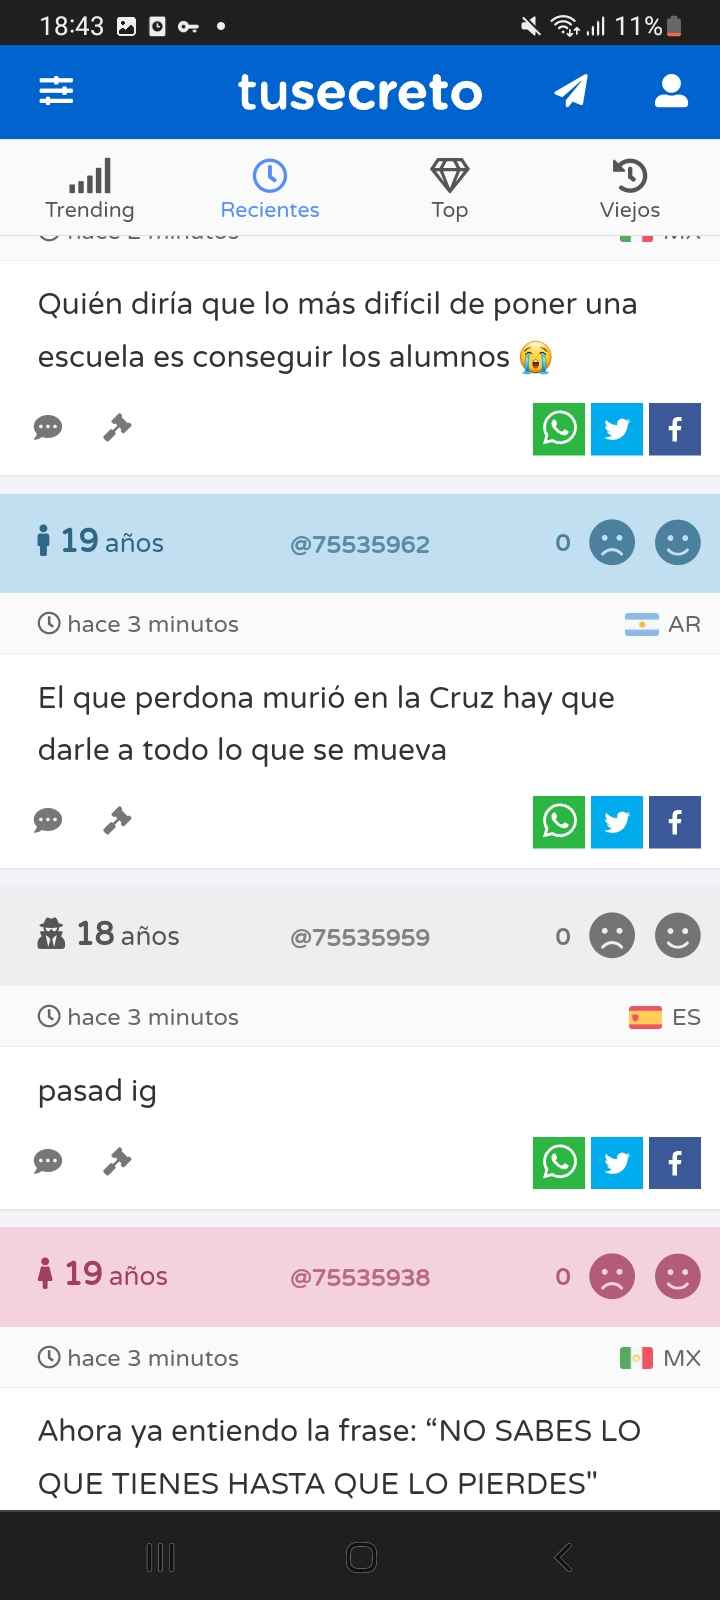 18:43
11%
tusecreto
Trending
Recientes
Top
Viejos
hace 2 minutos
MX
Quién diría que lo más difícil de poner una
escuela es conseguir los alumnos 😭
19 años @75535962 0
hace 3 minutos AR
El que perdona murió en la Cruz hay que
darle a todo lo que se mueva
18 años @75535959 0
hace 3 minutos ES
pasad ig
19 años @75535938 0
hace 3 minutos MX
Ahora ya entiendo la frase: “NO SABES LO
QUE TIENES HASTA QUE LO PIERDES"